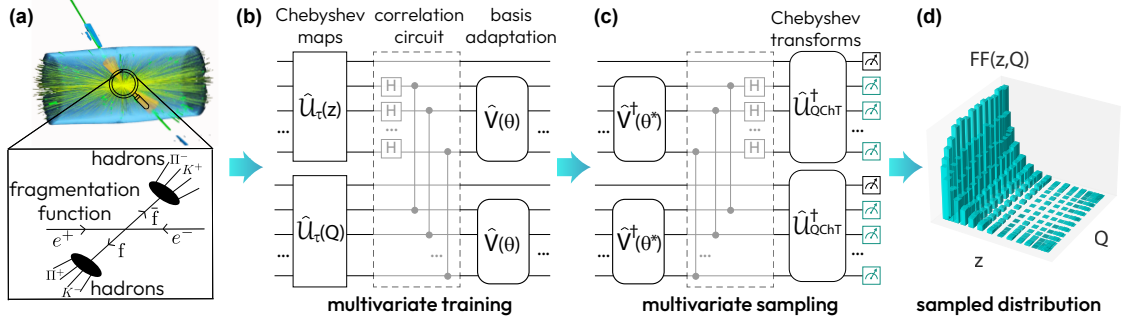 (a)
hadrons
Π⁻
K⁺
fragmentation
function
f̄
e⁺
e⁻
f
Π⁺
K⁻
hadrons
(b)
Chebyshev
maps
correlation
circuit
basis
adaptation
Û_τ(z)
H
H
...
H
V̂(θ)
...
...
Û_τ(Q)
V̂(θ)
...
...
...
multivariate training
(c)
Chebyshev
transforms
V̂†(θ*)
H
H
...
H
Û†_QChT
...
...
V̂†(θ*)
Û†_QChT
...
...
...
multivariate sampling
(d)
FF(z,Q)
Q
z
sampled distribution